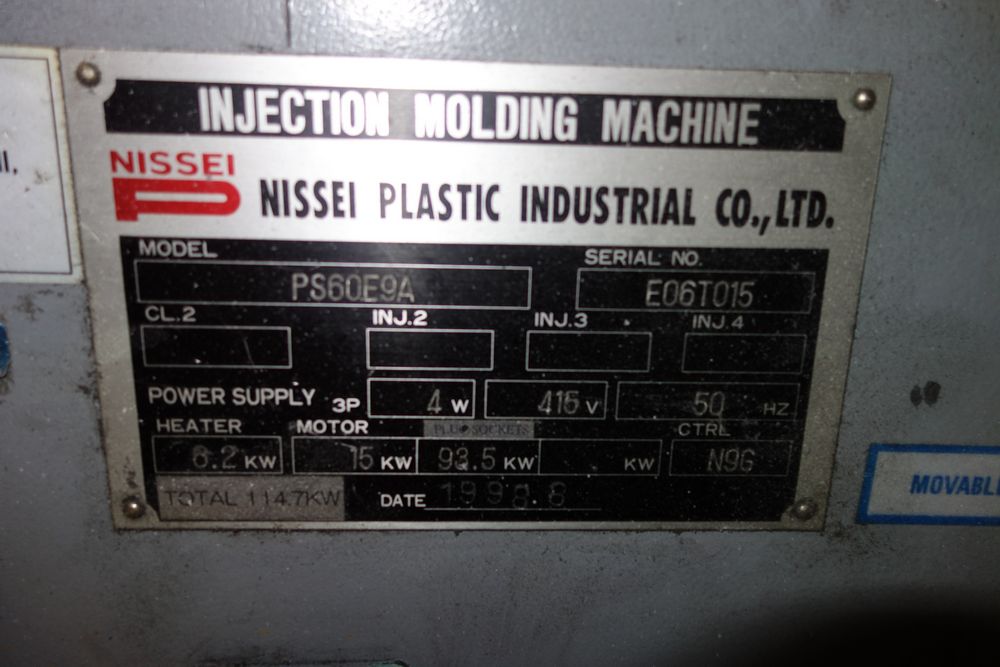 INJECTION MOLDING MACHINE
NISSEI
NISSEI PLASTIC INDUSTRIAL CO.,LTD.
MODEL SERIAL NO.
PS60E9A E06T015
CL.2 INJ.2 INJ.3 INJ.4
POWER SUPPLY 3P 4 W 415 V 50 HZ
HEATER MOTOR PLUG SOCKETS CTRL
6.2 KW 15 KW 93.5 KW KW N9G
TOTAL 114.7KW DATE 1998.6
MOVABLE